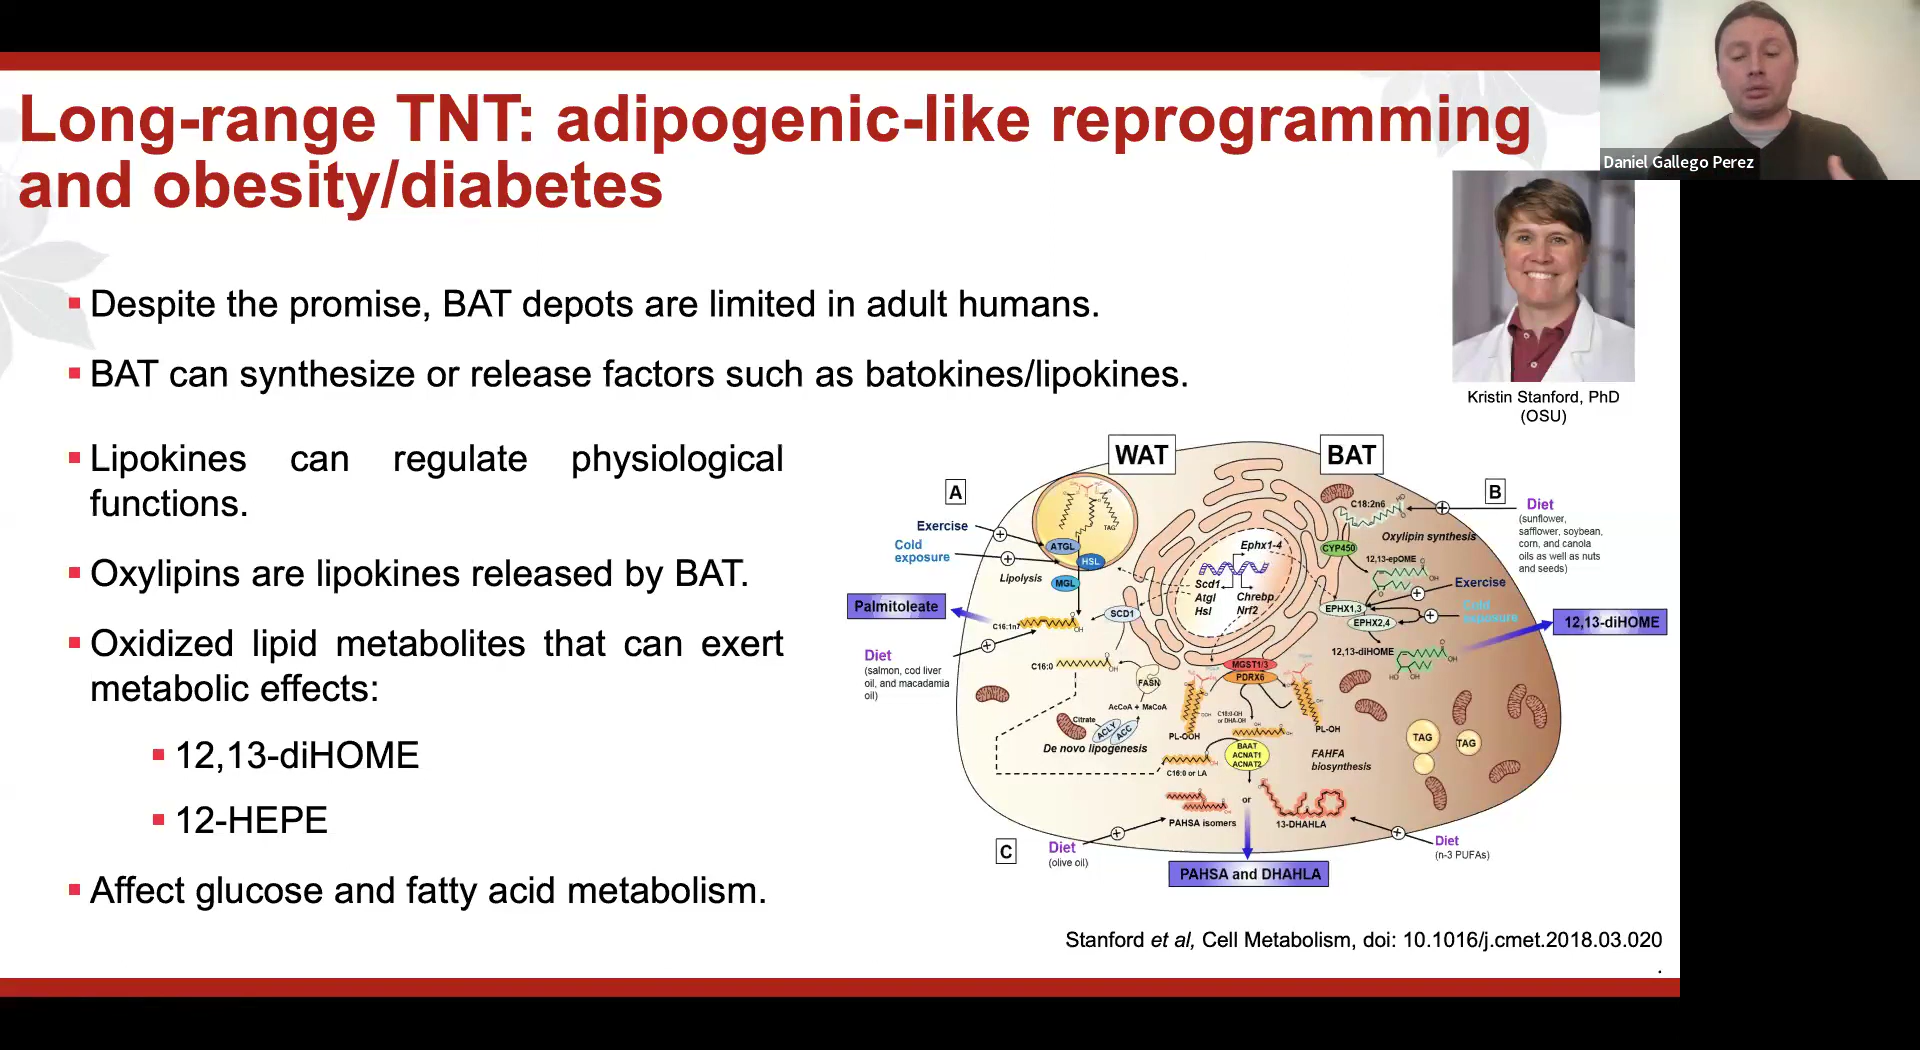 Long-range TNT: adipogenic-like reprogramming
and obesity/diabetes
Daniel Gallego Perez
Kristin Stanford, PhD
(OSU)
Despite the promise, BAT depots are limited in adult humans.
BAT can synthesize or release factors such as batokines/lipokines.
Lipokines can regulate physiological
functions.
Oxylipins are lipokines released by BAT.
Oxidized lipid metabolites that can exert
metabolic effects:
12,13-diHOME
12-HEPE
Affect glucose and fatty acid metabolism.
WAT
BAT
A
Exercise
Cold
exposure
TAG
ATGL
HSL
MGL
Lipolysis
Palmitoleate
C16:1n7
OH
SCD1
Diet
(salmon, cod liver
oil, and macadamia
oil)
C16:0
OH
FASN
AcCoA + MaCoA
Citrate
ACLY
ACC
De novo lipogenesis
Ephx1-4
Scd1
Atgl
Hsl
Chrebp
Nrf2
B
Diet
(sunflower,
safflower, soybean,
corn, and canola
oils as well as nuts
and seeds)
C18:2n6
Oxylipin synthesis
CYP450
12,13-epOME
OH
Exercise
Cold
exposure
EPHX1,3
EPHX2,4
12,13-diHOME
OH
HO OH
12,13-diHOME
MGST1/3
PDRX6
PL-OOH
C18:0-OH
or DHA-OH
PL-OH
BAAT
ACNAT1
ACNAT2
C16:0 or LA
FAHFA
biosynthesis
TAG
TAG
PAHSA isomers
or
13-DHAHLA
C
Diet
(olive oil)
Diet
(n-3 PUFAs)
PAHSA and DHAHLA
Stanford et al, Cell Metabolism, doi: 10.1016/j.cmet.2018.03.020
.